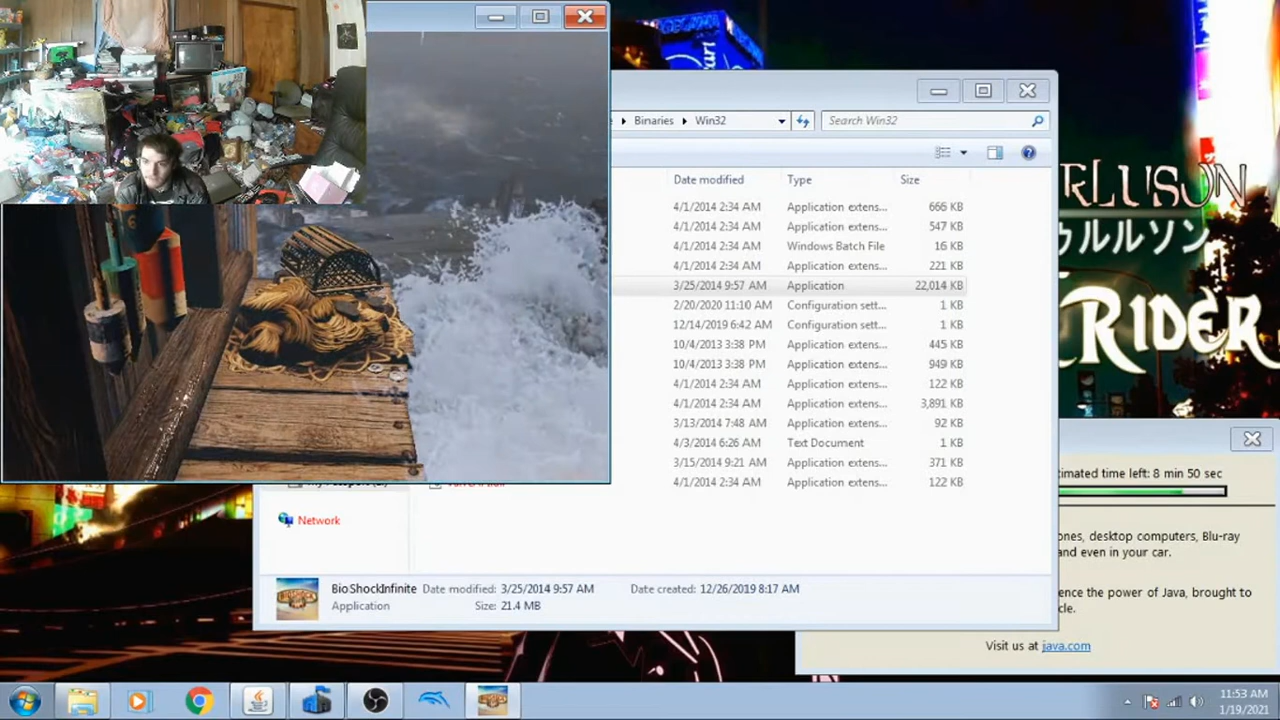 Binaries
Win32
Search Win32
Date modified
Type
Size
4/1/2014 2:34 AM Application extens... 666 KB
4/1/2014 2:34 AM Application extens... 547 KB
4/1/2014 2:34 AM Windows Batch File 16 KB
4/1/2014 2:34 AM Application extens... 221 KB
3/25/2014 9:57 AM Application 22,014 KB
2/20/2020 11:10 AM Configuration sett... 1 KB
12/14/2019 6:42 AM Configuration sett... 1 KB
10/4/2013 3:38 PM Application extens... 445 KB
10/4/2013 3:38 PM Application extens... 949 KB
4/1/2014 2:34 AM Application extens... 122 KB
4/1/2014 2:34 AM Application extens... 3,891 KB
3/13/2014 7:48 AM Application extens... 92 KB
4/3/2014 6:26 AM Text Document 1 KB
3/15/2014 9:21 AM Application extens... 371 KB
4/1/2014 2:34 AM Application extens... 122 KB
Network
BioShockInfinite Date modified: 3/25/2014 9:57 AM Date created: 12/26/2019 8:17 AM
Application Size: 21.4 MB
RLUSON
ゥルルソン
RIDER
timated time left: 8 min 50 sec
ones, desktop computers, Blu-ray
and even in your car.
ence the power of Java, brought to
cle.
Visit us at java.com
11:53 AM
1/19/2021